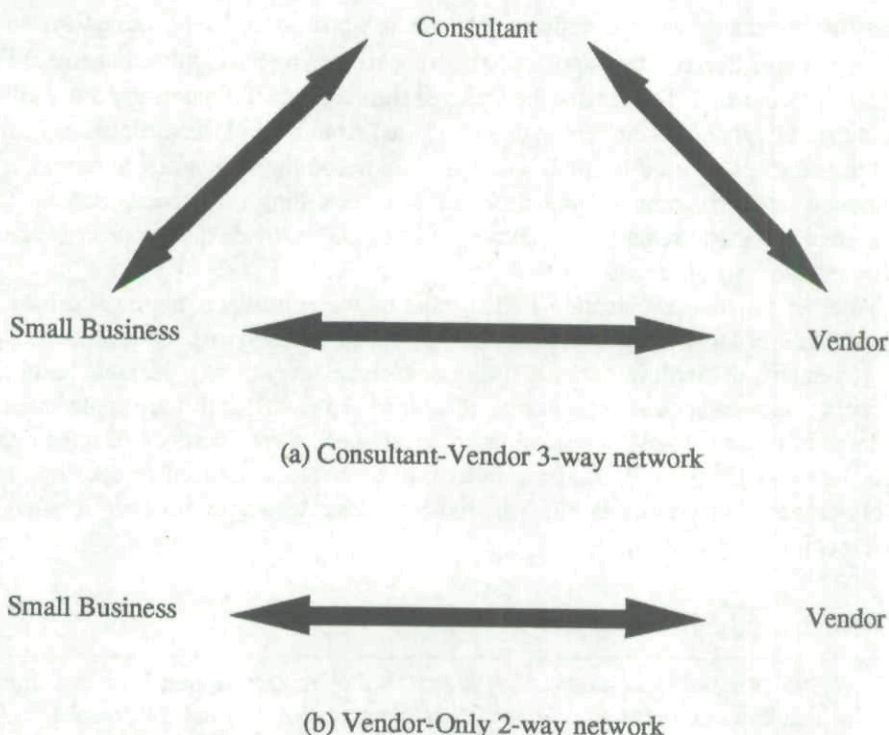 Consultant
Small Business
Vendor
(a) Consultant-Vendor 3-way network
Small Business
Vendor
(b) Vendor-Only 2-way network